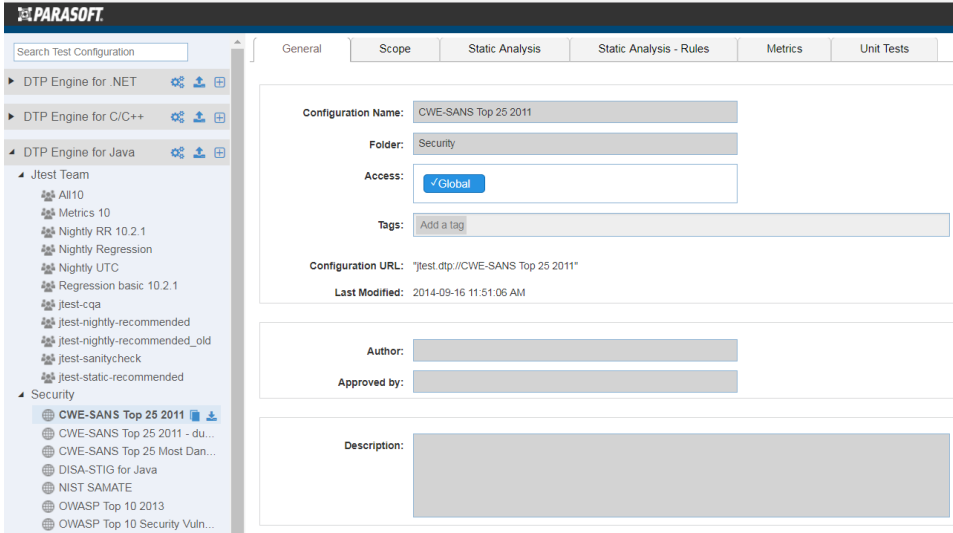 PARASOFT.
Search Test Configuration
DTP Engine for .NET
DTP Engine for C/C++
DTP Engine for Java
Jtest Team
All10
Metrics 10
Nightly RR 10.2.1
Nightly Regression
Nightly UTC
Regression basic 10.2.1
jtest-cqa
jtest-nightly-recommended
jtest-nightly-recommended_old
jtest-sanitycheck
jtest-static-recommended
Security
CWE-SANS Top 25 2011
CWE-SANS Top 25 2011 - du...
CWE-SANS Top 25 Most Dan...
DISA-STIG for Java
NIST SAMATE
OWASP Top 10 2013
OWASP Top 10 Security Vuln...
General Scope Static Analysis Static Analysis - Rules Metrics Unit Tests
Configuration Name: CWE-SANS Top 25 2011
Folder: Security
Access: √Global
Tags: Add a tag
Configuration URL: "jtest.dtp://CWE-SANS Top 25 2011"
Last Modified: 2014-09-16 11:51:06 AM
Author:
Approved by:
Description: